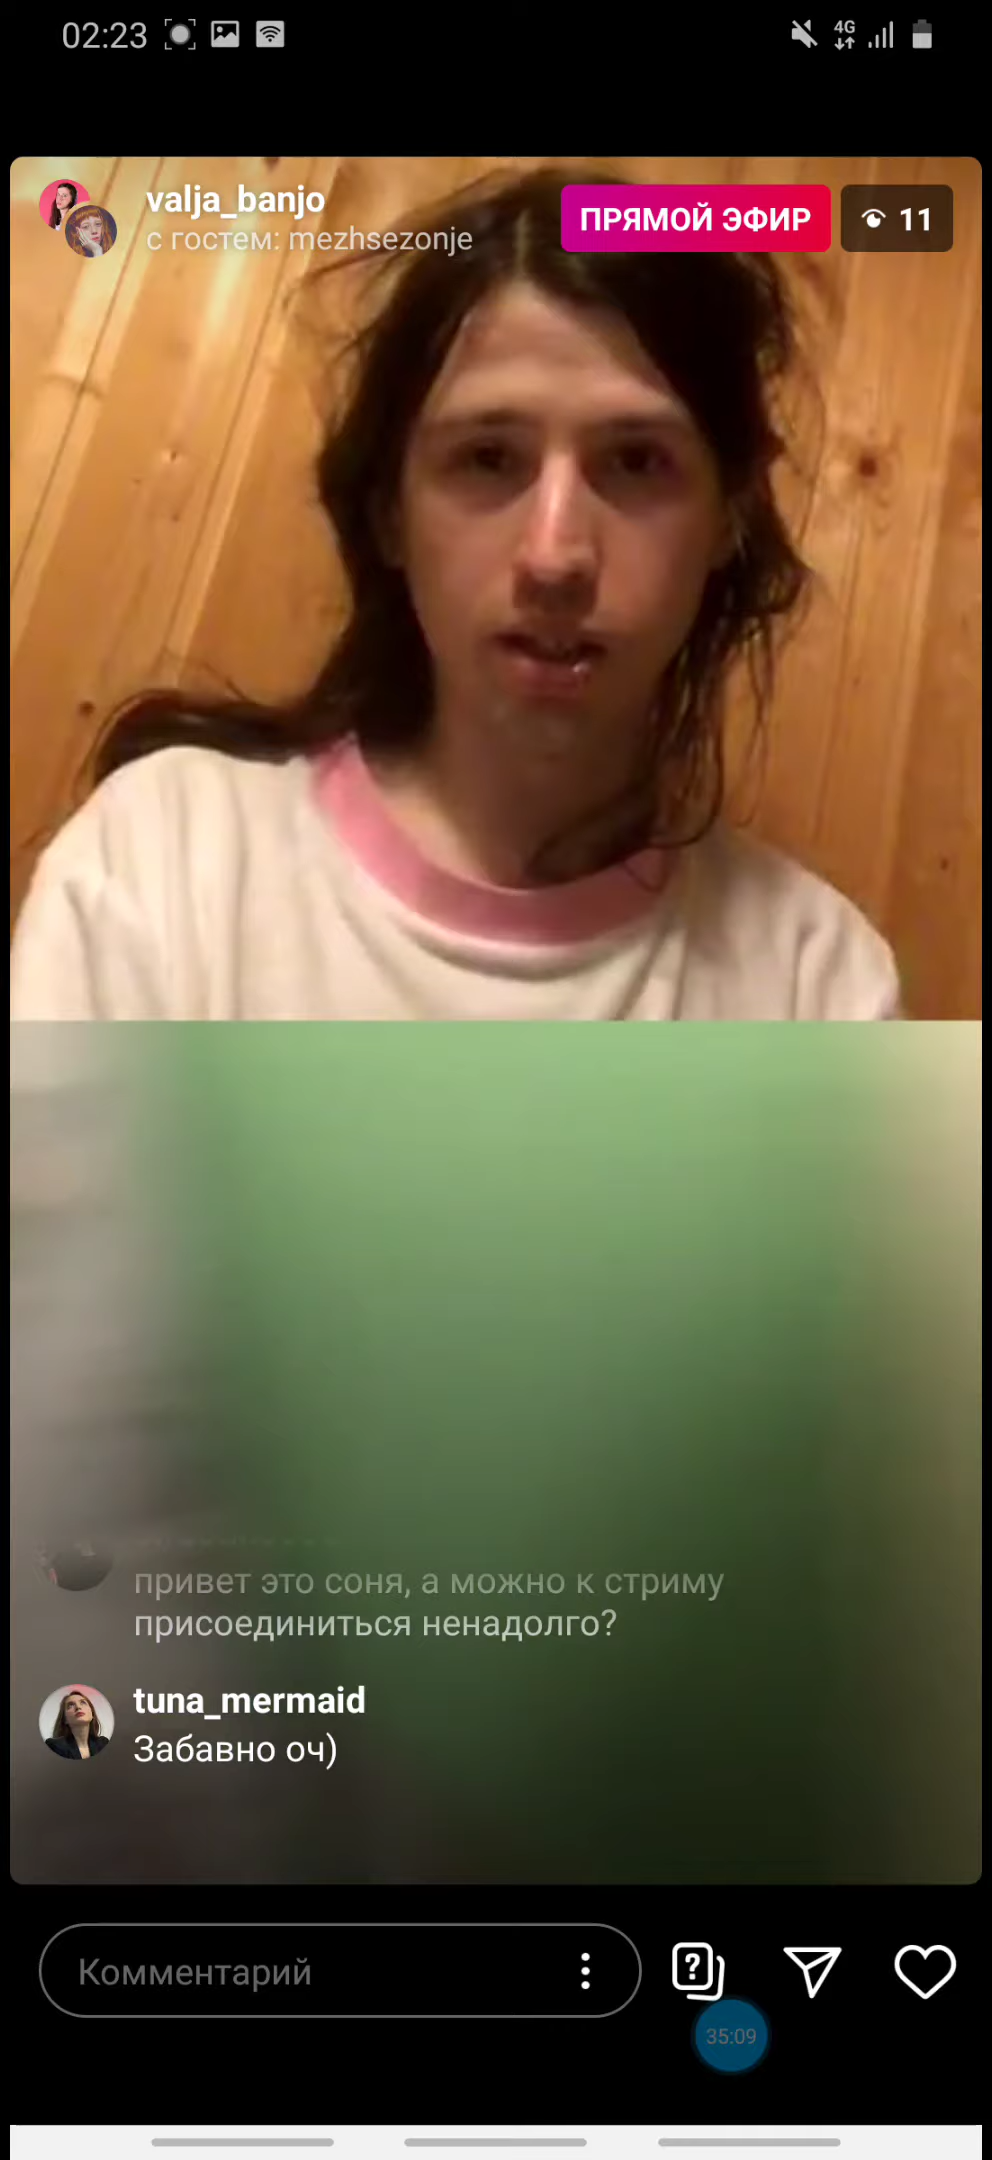 02:23
4G
valja_banjo
с гостем: mezhsezonje
ПРЯМОЙ ЭФИР
11
привет это соня, а можно к стриму
присоединиться ненадолго?
tuna_mermaid
Забавно оч)
Комментарий
35:09